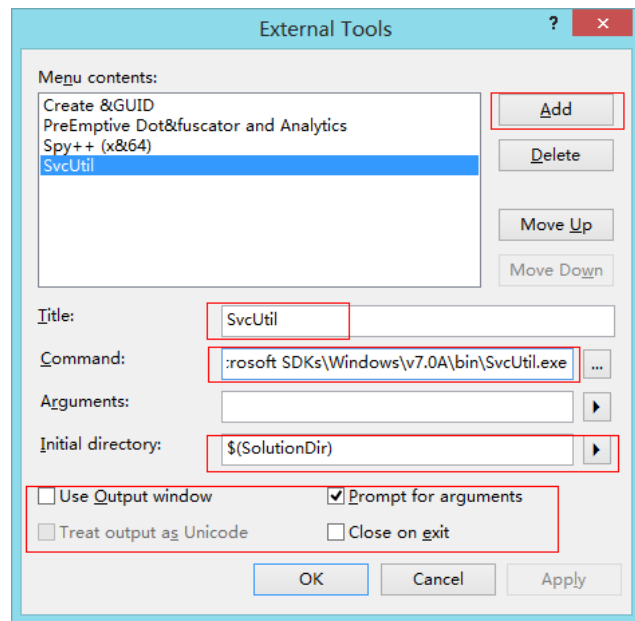 External Tools
? ×
Menu contents:
Create &GUID
PreEmptive Dot&fuscator and Analytics
Spy++ (x&64)
SvcUtil
Add
Delete
Move Up
Move Down
Title:
SvcUtil
Command:
:rosoft SDKs\Windows\v7.0A\bin\SvcUtil.exe
...
Arguments:
Initial directory:
$(SolutionDir)
Use Output window
Prompt for arguments
Treat output as Unicode
Close on exit
OK
Cancel
Apply